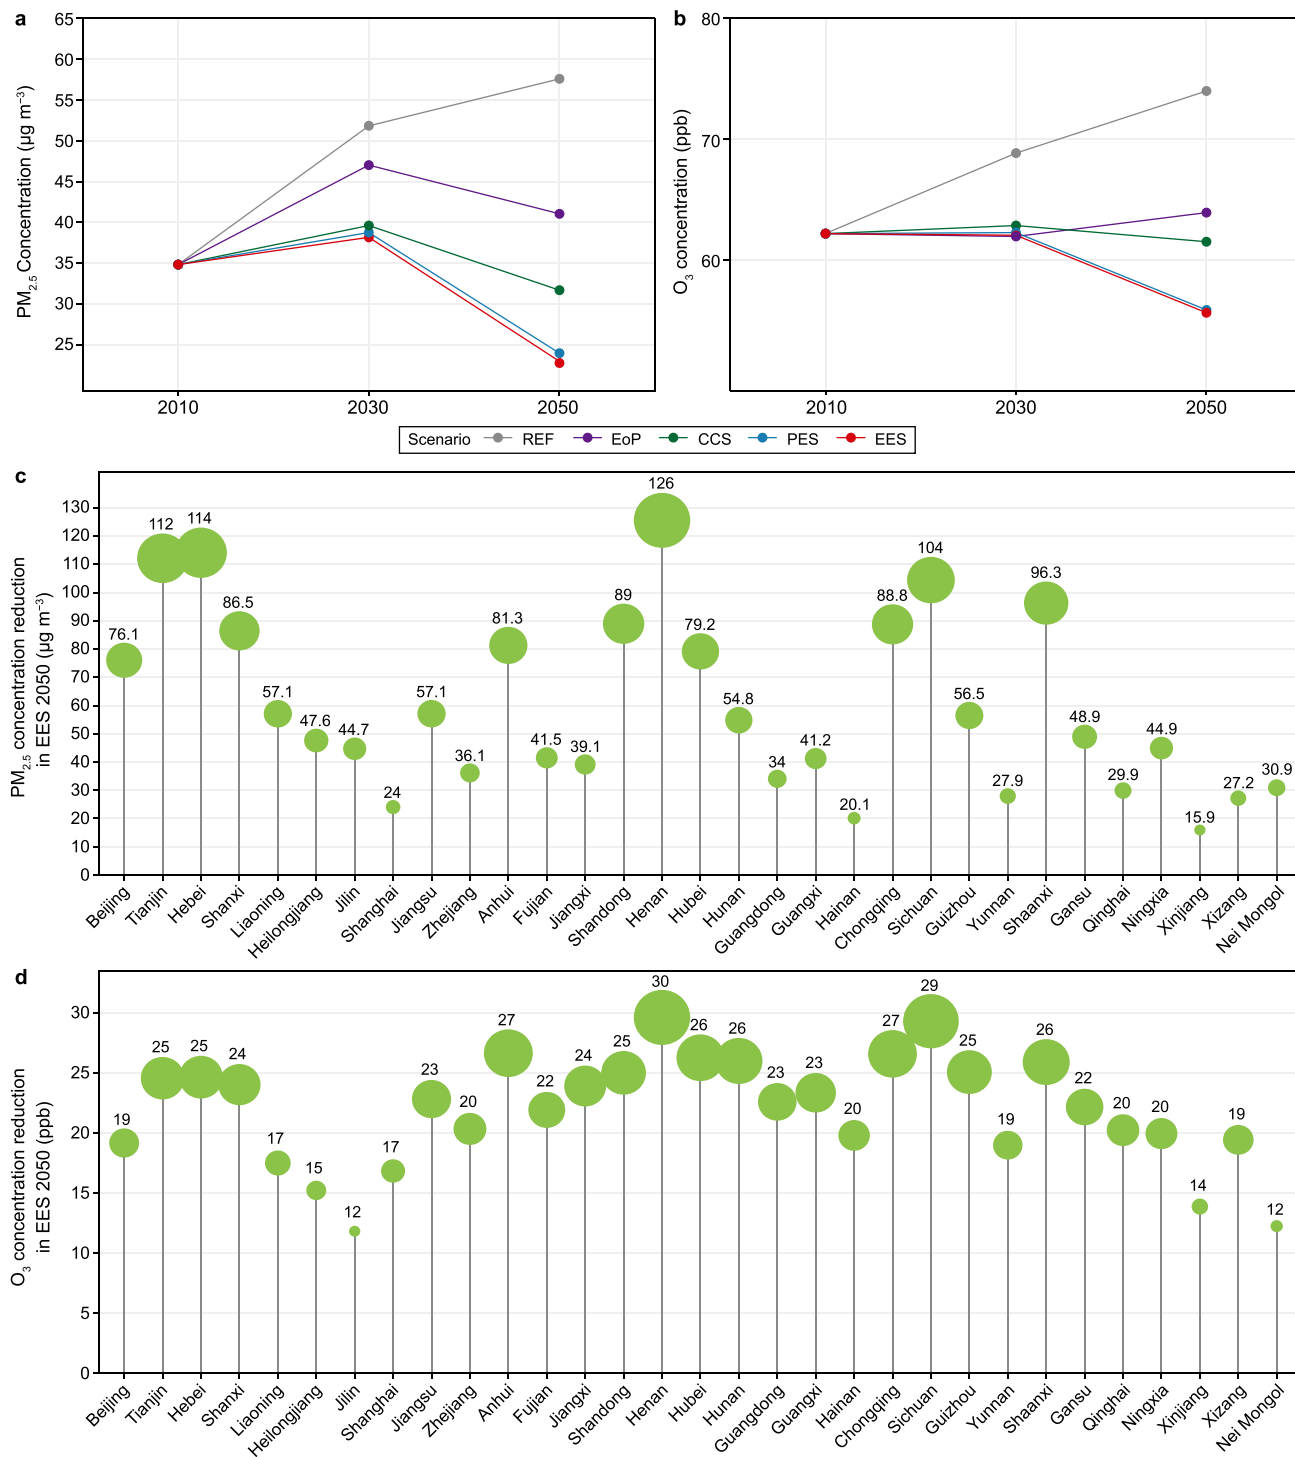 a
65
60
55
50
45
40
35
30
25
PM2.5 Concentration (µg m−3)
2010 2030 2050
b
80
70
60
O3 concentration (ppb)
2010 2030 2050
Scenario REF EoP CCS PES EES
c
130
120
110
100
90
80
70
60
50
40
30
20
10
0
PM2.5 concentration reduction
in EES 2050 (µg m−3)
76.1 112 114 86.5 57.1 47.6 44.7 24 57.1 36.1 81.3 41.5 39.1 89 126 79.2 54.8 34 41.2 20.1 88.8 104 56.5 27.9 96.3 48.9 29.9 44.9 15.9 27.2 30.9
Beijing Tianjin Hebei Shanxi Liaoning Heilongjiang Jilin Shanghai Jiangsu Zhejiang Anhui Fujian Jiangxi Shandong Henan Hubei Hunan Guangdong Guangxi Hainan Chongqing Sichuan Guizhou Yunnan Shaanxi Gansu Qinghai Ningxia Xinjiang Xizang Nei Mongol
d
30
25
20
15
10
5
0
O3 concentration reduction
in EES 2050 (ppb)
19 25 25 24 17 15 12 17 23 20 27 22 24 25 30 26 26 23 23 20 27 29 25 19 26 22 20 20 14 19 12
Beijing Tianjin Hebei Shanxi Liaoning Heilongjiang Jilin Shanghai Jiangsu Zhejiang Anhui Fujian Jiangxi Shandong Henan Hubei Hunan Guangdong Guangxi Hainan Chongqing Sichuan Guizhou Yunnan Shaanxi Gansu Qinghai Ningxia Xinjiang Xizang Nei Mongol